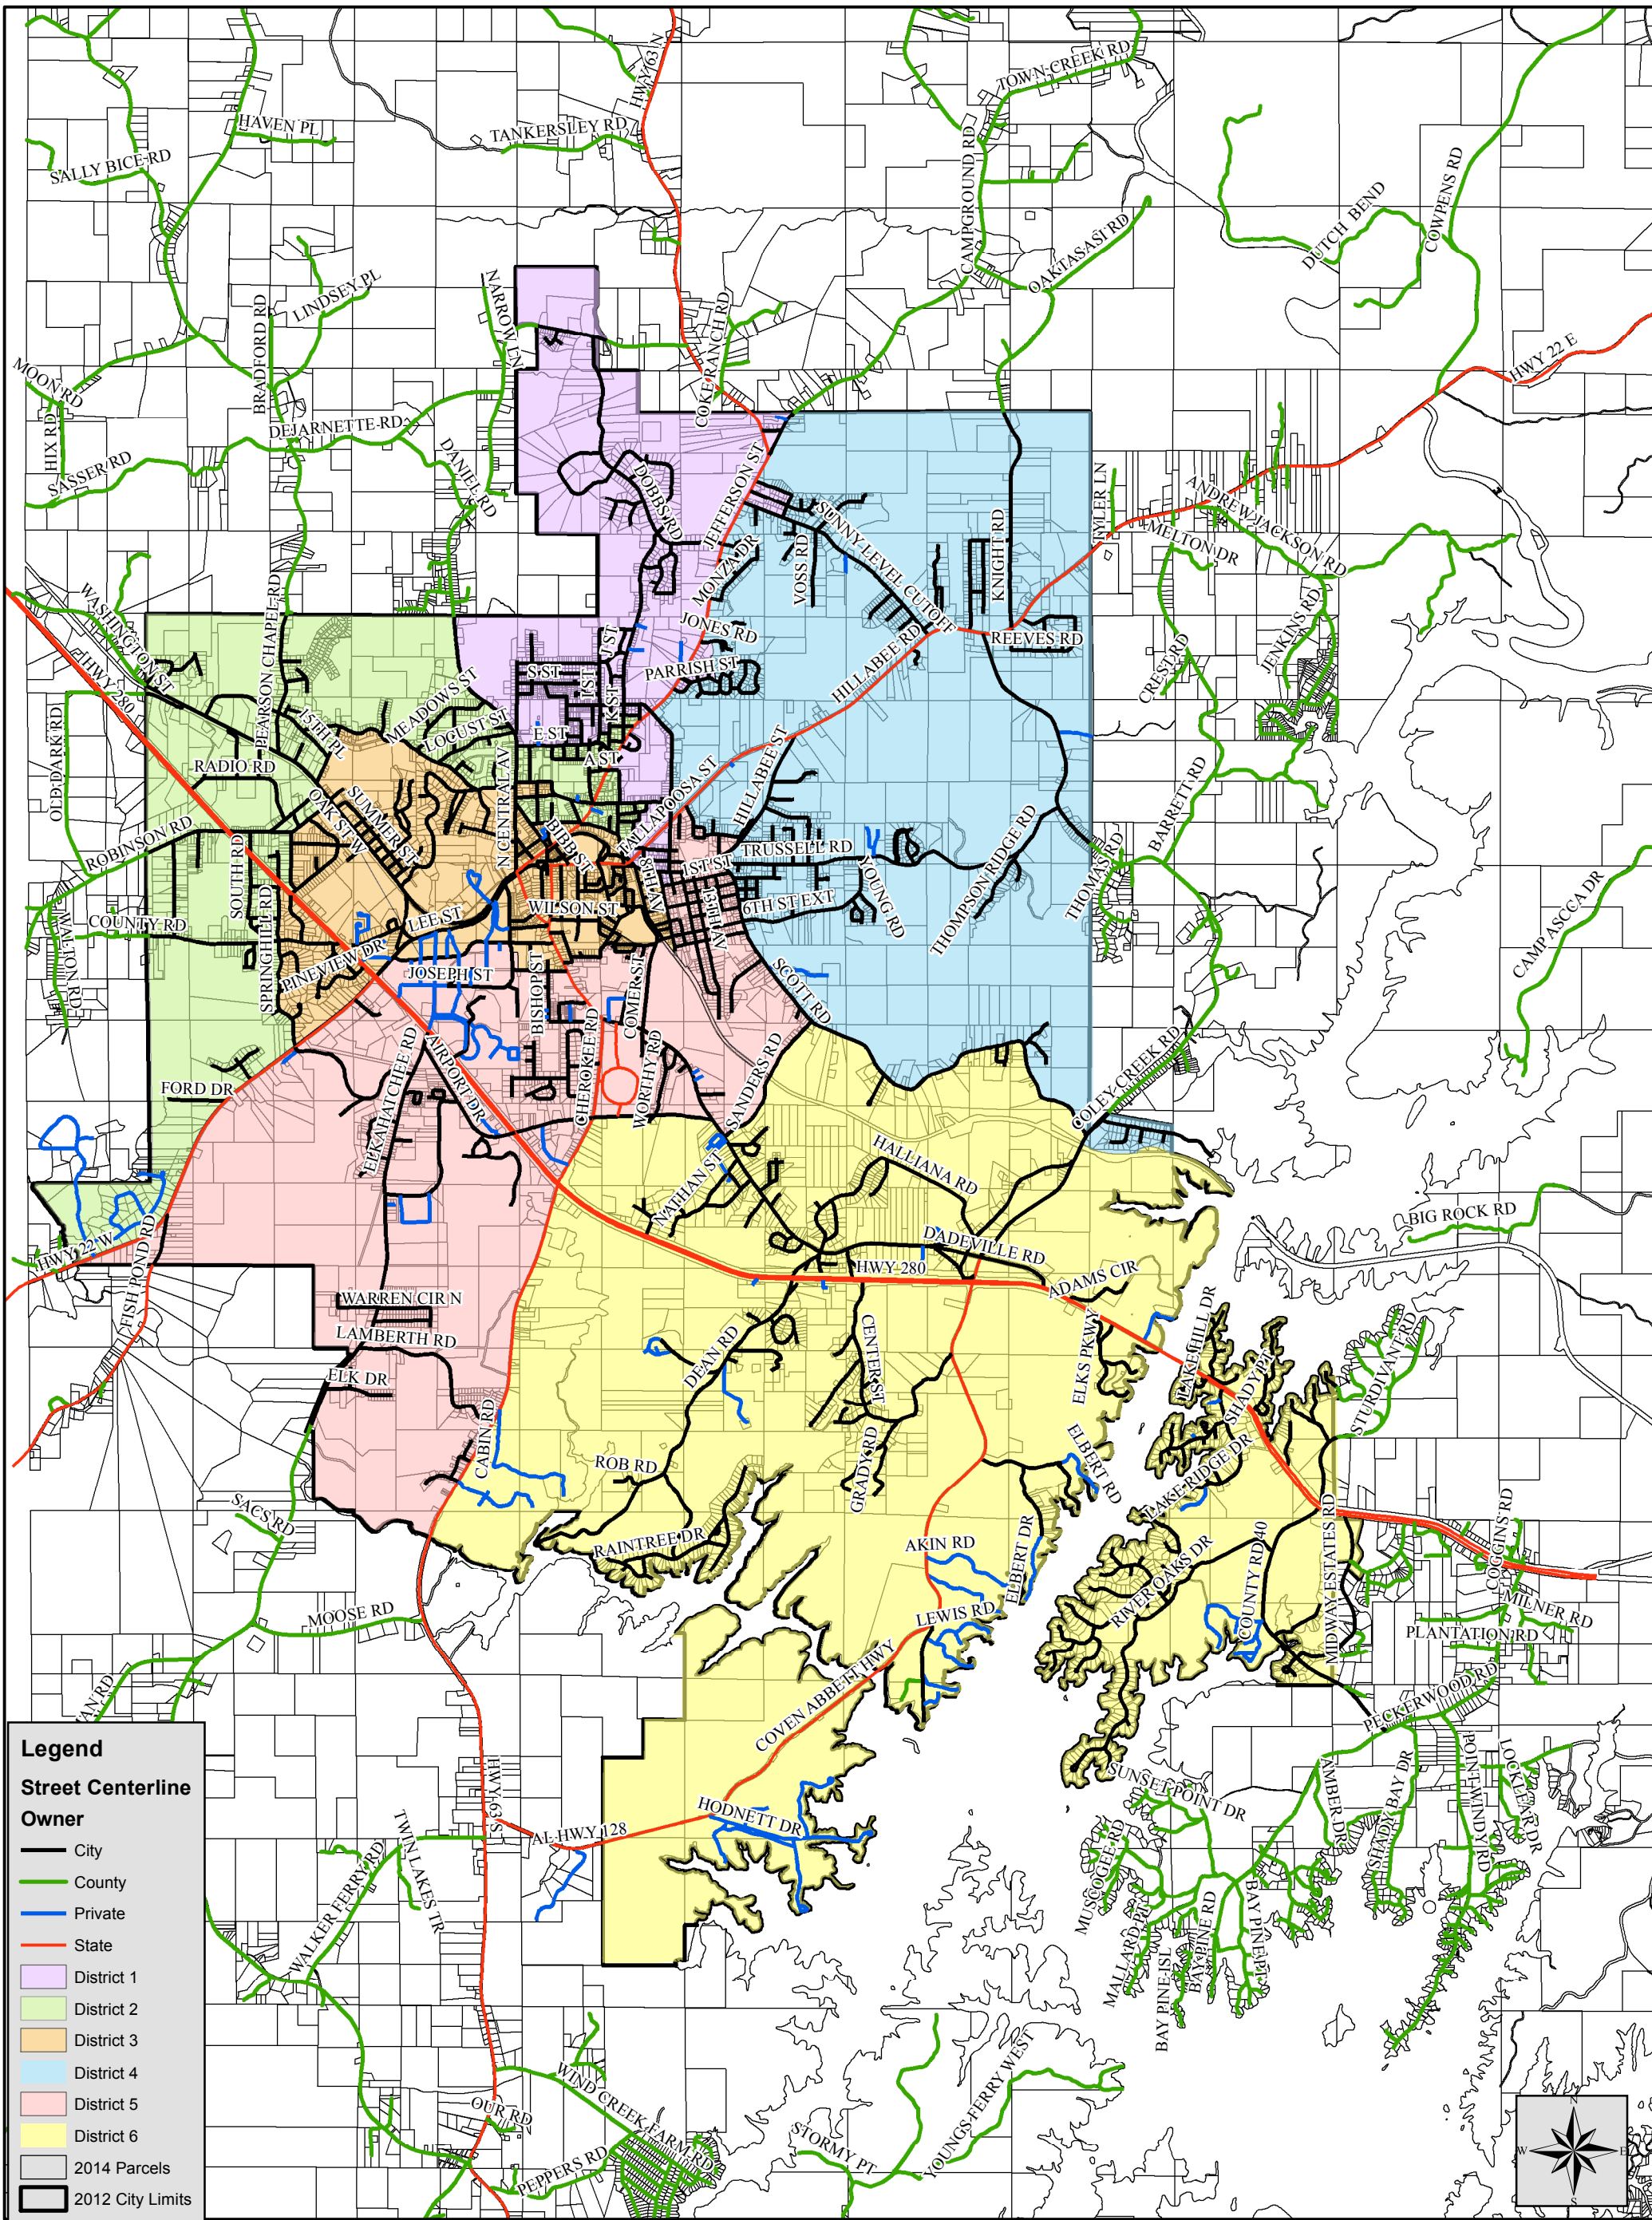 HWY 63 N
TOWN CREEK RD
HAVEN PL
TANKERSLEY RD
SALLY BICE RD
CAMPGROUND RD
COWPENS RD
DUTCH BEND
OAKTASASI RD
NARROW LN
LINDSEY PL
BRADFORD RD
COKE RANCH RD
HWY 22 E
MOON RD
HIX RD
DEJARNETTE RD
SASSER RD
DANIEL RD
DOBBS RD
JEFFERSON ST
TYLER LN
ANDREW JACKSON RD
MELTON DR
SUNNY LEVEL CUTOFF
VOSS RD
KNIGHT RD
MONZA DR
WASHINGTON ST
HWY 280
PEARSON CHAPEL RD
J ST
JONES RD
REEVES RD
JENKINS RD
CREST RD
S ST
I ST
K ST
PARRISH ST
HILLABEE RD
MEADOWS ST
LOCUST ST
15TH PL
E ST
A ST
OLD DARK RD
RADIO RD
N CENTRAL AV
TALLAPOOSA ST
HILLABEE ST
BARRETT RD
SUMMER ST
OAK ST W
BIBB ST
ROBINSON RD
SOUTH RD
TRUSSELL RD
1ST ST
8TH AV
THOMPSON RIDGE RD
THOMAS RD
YOUNG RD
COUNTY RD
WALTON RD
SPRINGHILL RD
LEE ST
WILSON ST
13TH AV
6TH ST EXT
CAMP ASCCA DR
PINEVIEW DR
JOSEPH ST
BISHOP ST
COMER ST
SCOTT RD
FORD DR
ELKAHATCHEE RD
AIRPORT DR
CHEROKEE RD
WORTHY RD
SANDERS RD
COLEY CREEK RD
HALLIANA RD
NATHAN ST
BIG ROCK RD
HWY 22 W
FISH POND RD
DADEVILLE RD
HWY 280
ADAMS CIR
WARREN CIR N
LAMBERTH RD
ELK DR
DEAN RD
CENTER ST
ELKS PKWY
LAKE HILL DR
SHADY PT
STURDIVANT RD
CABIN RD
ROB RD
GRADY RD
ELBERT RD
LAKE RIDGE DR
SACS RD
RAINTREE DR
AKIN RD
ELBERT DR
RIVER OAKS DR
COUNTY RD 40
MIDWAY ESTATES RD
COGGINS RD
MILNER RD
PLANTATION RD
MOOSE RD
LEWIS RD
COVEN ABBETT HWY
PECKERWOOD RD
HWY 63 S
AL HWY 128
HODNETT DR
SUNSET POINT DR
AMBER DR
SHADY BAY DR
POINT WINDY RD
LOCKLEAR DR
TWIN LAKES TR
WALKER FERRY RD
MUSCOGEE RD
MALLARD PT
BAY PINE ISL
BAY PINE RD
BAY PINE PT
WIND CREEK FARM RD
OUR RD
PEPPERS RD
STORMY PT
YOUNGS FERRY WEST
Legend
Street Centerline
Owner
City
County
Private
State
District 1
District 2
District 3
District 4
District 5
District 6
2014 Parcels
2012 City Limits
N
W
E
S